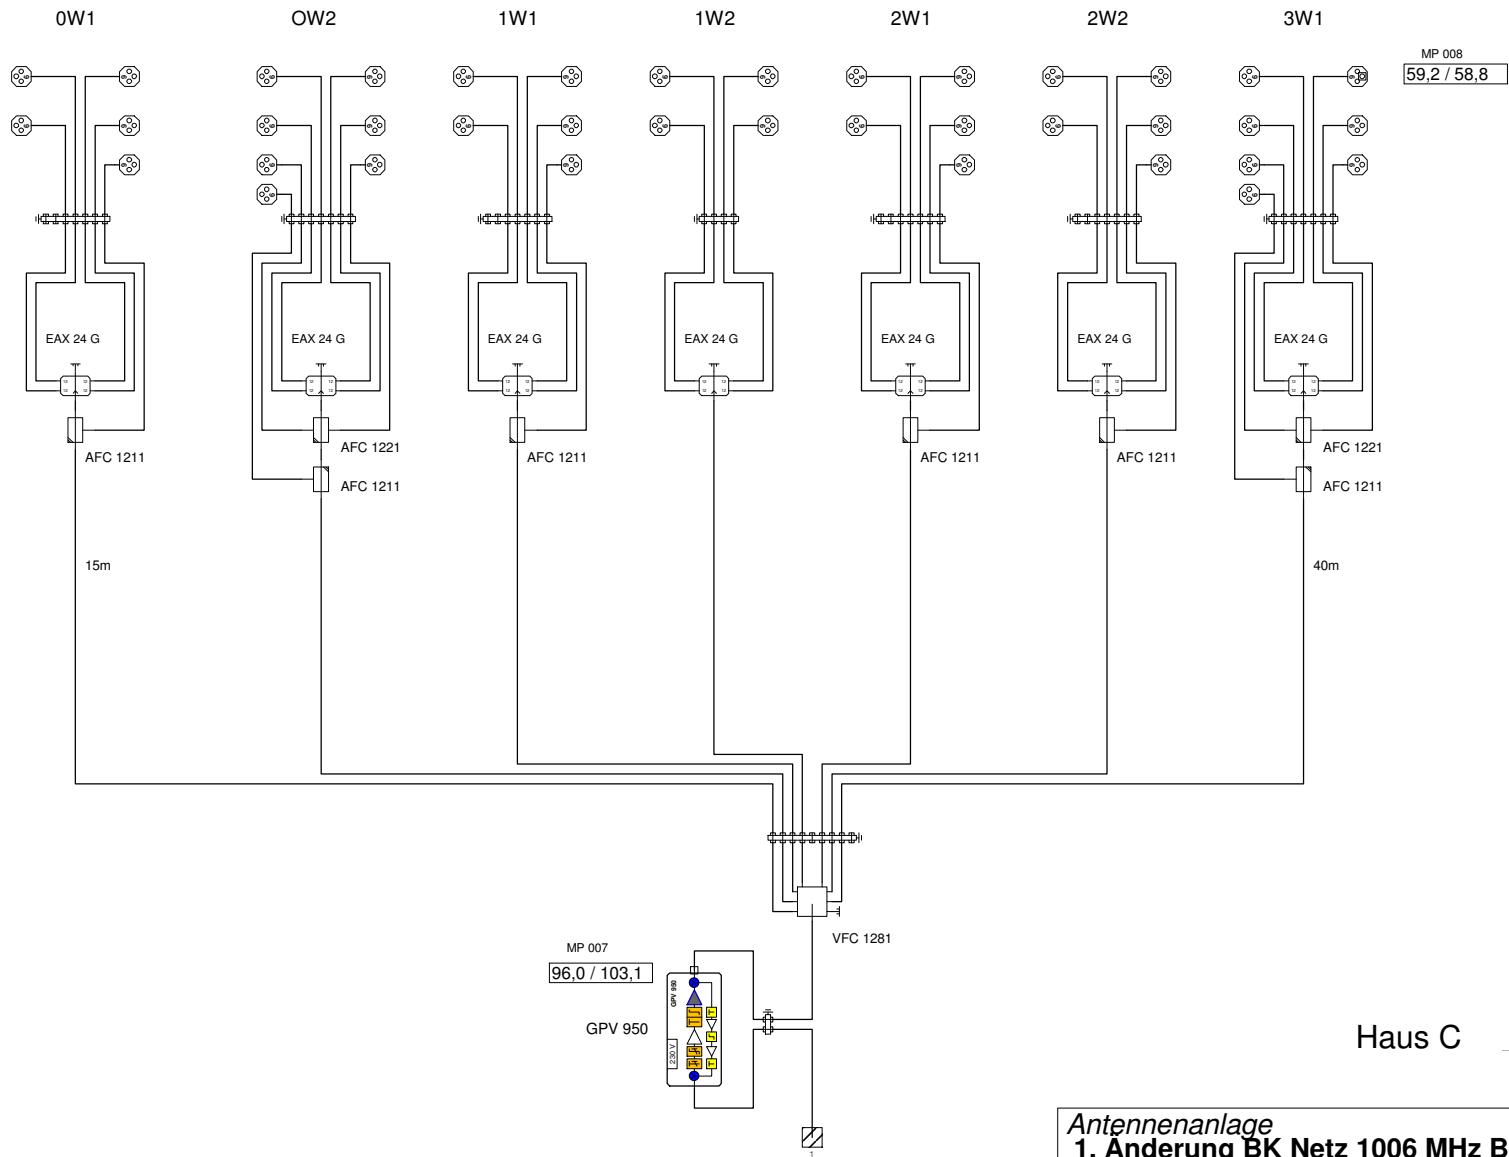 0W1 OW2 1W1 1W2 2W1 2W2 3W1
MP 008
59,2 / 58,8
EAX 24 G EAX 24 G EAX 24 G EAX 24 G EAX 24 G EAX 24 G EAX 24 G
AFC 1211 AFC 1221 AFC 1211 AFC 1211 AFC 1211 AFC 1221
AFC 1211 AFC 1211
15m 40m
VFC 1281
MP 007
96,0 / 103,1
GPV 950
GPV 950
230 V
Haus C
1
Antennenanlage
1. Änderung BK Netz 1006 MHz B